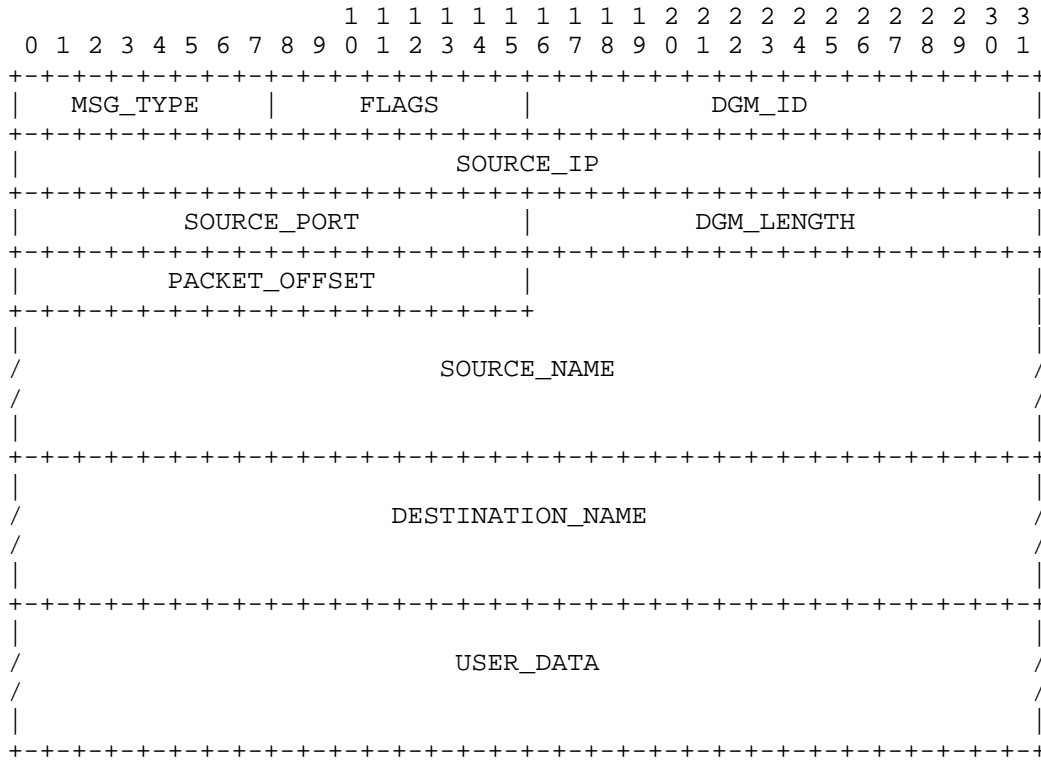 1 1 1 1 1 1 1 1 1 1 2 2 2 2 2 2 2 2 2 2 3 3
 0 1 2 3 4 5 6 7 8 9 0 1 2 3 4 5 6 7 8 9 0 1 2 3 4 5 6 7 8 9 0 1
+-+-+-+-+-+-+-+-+-+-+-+-+-+-+-+-+-+-+-+-+-+-+-+-+-+-+-+-+-+-+-+-+
|   MSG_TYPE    |     FLAGS     |           DGM_ID              |
+-+-+-+-+-+-+-+-+-+-+-+-+-+-+-+-+-+-+-+-+-+-+-+-+-+-+-+-+-+-+-+-+
|                           SOURCE_IP                           |
+-+-+-+-+-+-+-+-+-+-+-+-+-+-+-+-+-+-+-+-+-+-+-+-+-+-+-+-+-+-+-+-+
|          SOURCE_PORT          |          DGM_LENGTH           |
+-+-+-+-+-+-+-+-+-+-+-+-+-+-+-+-+-+-+-+-+-+-+-+-+-+-+-+-+-+-+-+-+
|         PACKET_OFFSET         |                               |
+-+-+-+-+-+-+-+-+-+-+-+-+-+-+-+-+                               |
|                                                               |
/                          SOURCE_NAME                          /
/                                                               /
|                                                               |
+-+-+-+-+-+-+-+-+-+-+-+-+-+-+-+-+-+-+-+-+-+-+-+-+-+-+-+-+-+-+-+-+
|                                                               |
/                       DESTINATION_NAME                        /
/                                                               /
|                                                               |
+-+-+-+-+-+-+-+-+-+-+-+-+-+-+-+-+-+-+-+-+-+-+-+-+-+-+-+-+-+-+-+-+
|                                                               |
/                           USER_DATA                           /
/                                                               /
|                                                               |
+-+-+-+-+-+-+-+-+-+-+-+-+-+-+-+-+-+-+-+-+-+-+-+-+-+-+-+-+-+-+-+-+